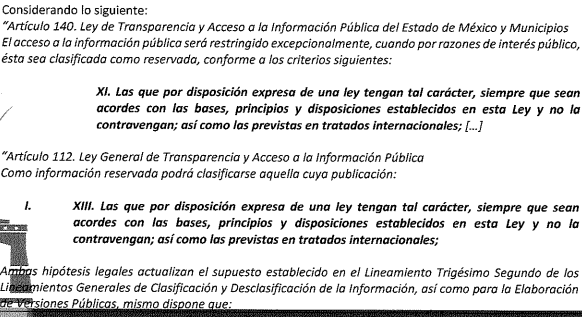 Considerando lo siguiente:
"Artículo 140. Ley de Transparencia y Acceso a la Información Pública del Estado de México y Municipios
El acceso a la información pública será restringido excepcionalmente, cuando por razones de interés público,
ésta sea clasificada como reservada, conforme a los criterios siguientes:
XI. Las que por disposición expresa de una ley tengan tal carácter, siempre que sean
acordes con las bases, principios y disposiciones establecidos en esta Ley y no la
contravengan; así como las previstas en tratados internacionales; [...]
"Artículo 112. Ley General de Transparencia y Acceso a la Información Pública
Como información reservada podrá clasificarse aquella cuya publicación:
I. XIII. Las que por disposición expresa de una ley tengan tal carácter, siempre que sean
acordes con las bases, principios y disposiciones establecidos en esta Ley y no la
contravengan; así como las previstas en tratados internacionales;
Ambas hipótesis legales actualizan el supuesto establecido en el Lineamiento Trigésimo Segundo de los
Lineamientos Generales de Clasificación y Desclasificación de la Información, así como para la Elaboración
de Versiones Públicas, mismo dispone que: